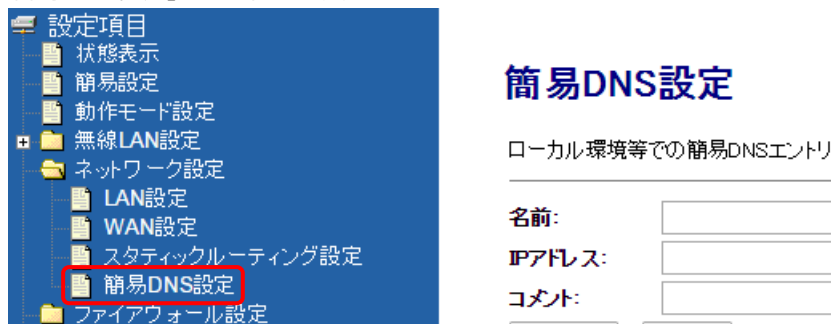 設定項目
状態表示
簡易設定
動作モード設定
無線LAN設定
ネットワーク設定
LAN設定
WAN設定
スタティックルーティング設定
簡易DNS設定
ファイアウォール設定
簡易DNS設定
ローカル環境等での簡易DNSエントリ
名前:
IPアドレス:
コメント: